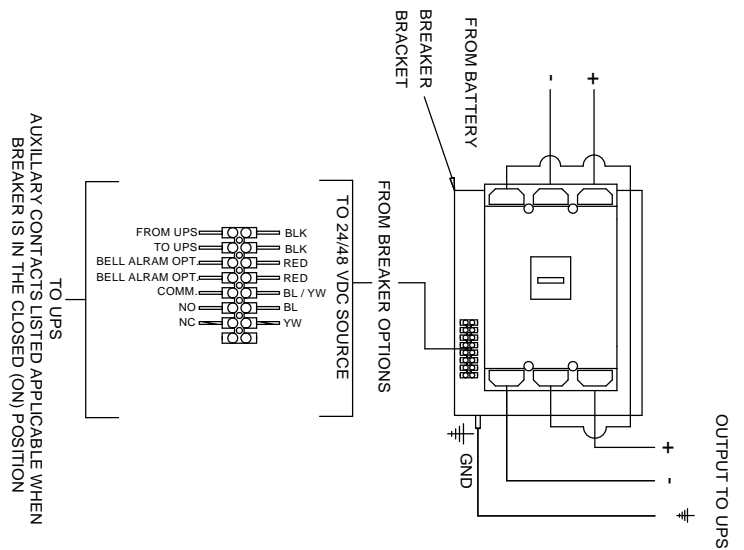 FROM BATTERY
BREAKER
BRACKET
-
+
OUTPUT TO UPS
+
-
GND
FROM BREAKER OPTIONS
TO 24/48 VDC SOURCE
FROM UPS BLK
TO UPS BLK
BELL ALRAM OPT. RED
BELL ALRAM OPT. RED
COMM. BL / YW
NO BL
NC YW
TO UPS
AUXILLARY CONTACTS LISTED APPLICABLE WHEN
BREAKER IS IN THE CLOSED (ON) POSITION